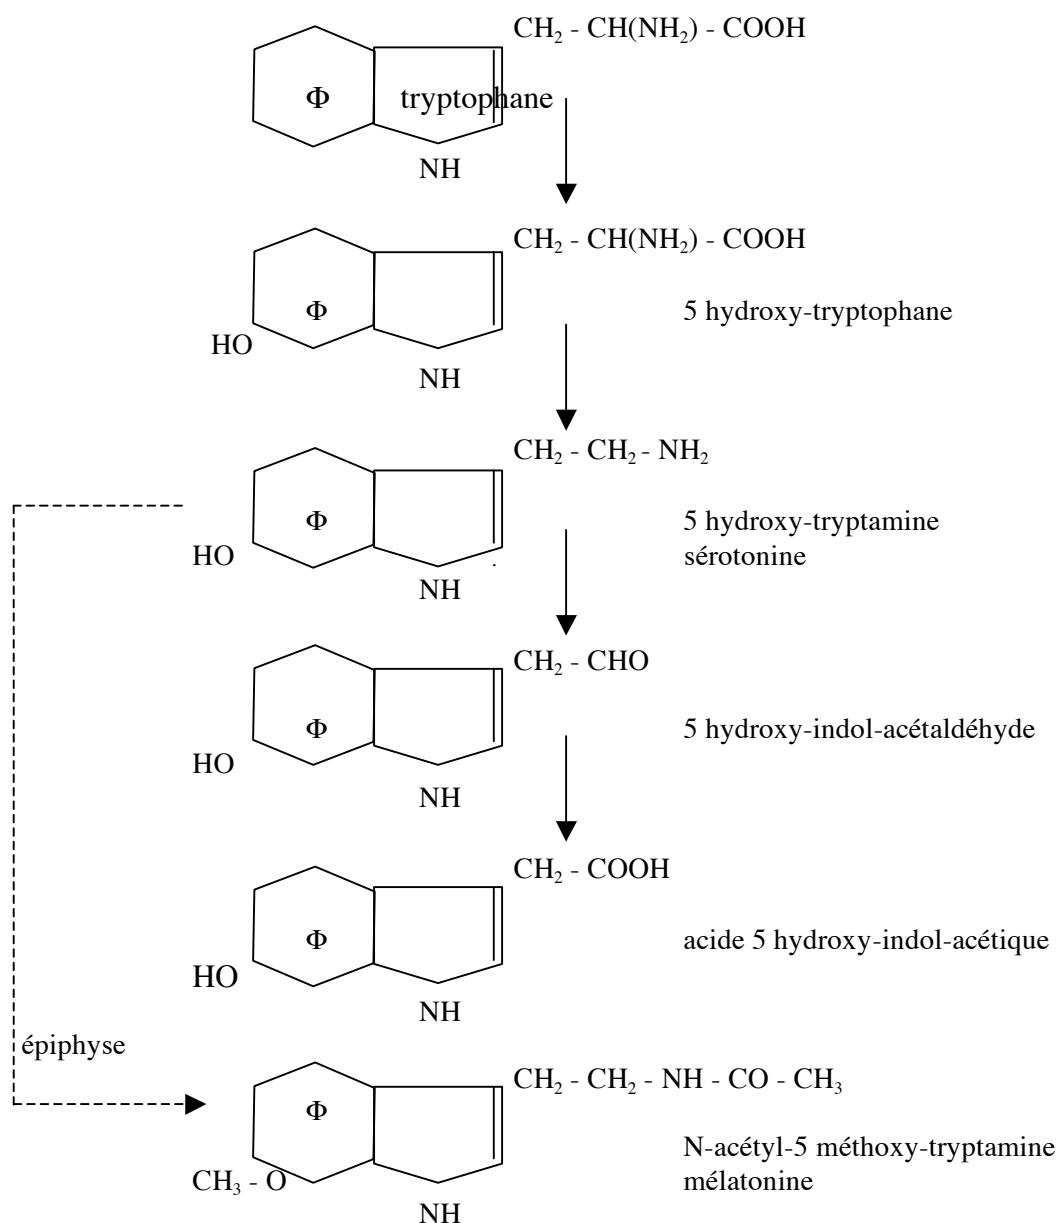 CH₂ - CH(NH₂) - COOH
Φ tryptophane
NH
CH₂ - CH(NH₂) - COOH
Φ 5 hydroxy-tryptophane
HO
NH
CH₂ - CH₂ - NH₂
Φ 5 hydroxy-tryptamine
HO sérotonine
NH
CH₂ - CHO
Φ 5 hydroxy-indol-acétaldéhyde
HO
NH
CH₂ - COOH
Φ acide 5 hydroxy-indol-acétique
HO
NH
épiphyse
CH₂ - CH₂ - NH - CO - CH₃
Φ
N-acétyl-5 méthoxy-tryptamine
CH₃ - O mélatonine
NH